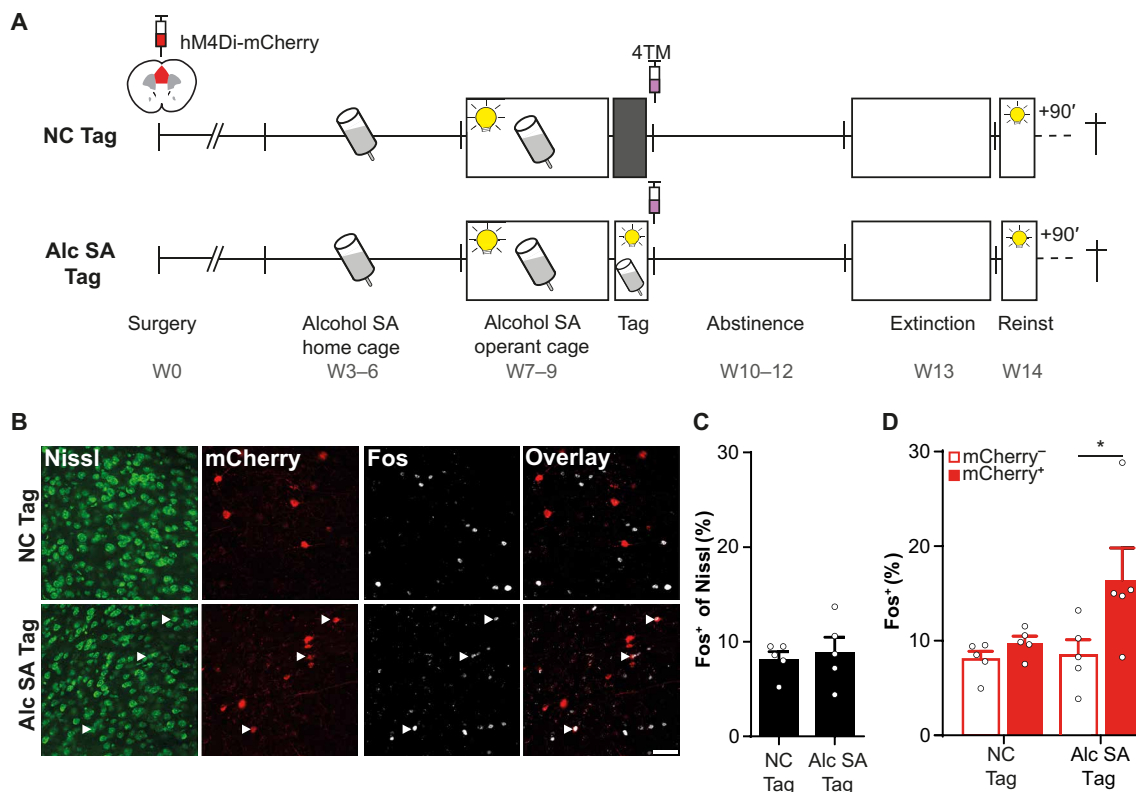 A
hM4Di-mCherry
4TM
NC Tag
+90′
Alc SA
Tag
+90′
Surgery
Alcohol SA
home cage
Alcohol SA
operant cage
Tag
Abstinence
Extinction
Reinst
W0
W3–6
W7–9
W10–12
W13
W14
B
Nissl
mCherry
Fos
Overlay
NC Tag
Alc SA Tag
C
Fos⁺ of Nissl (%)
30
20
10
0
NC
Tag
Alc SA
Tag
D
Fos⁺ (%)
30
20
10
0
mCherry⁻
mCherry⁺
*
NC
Tag
Alc SA
Tag